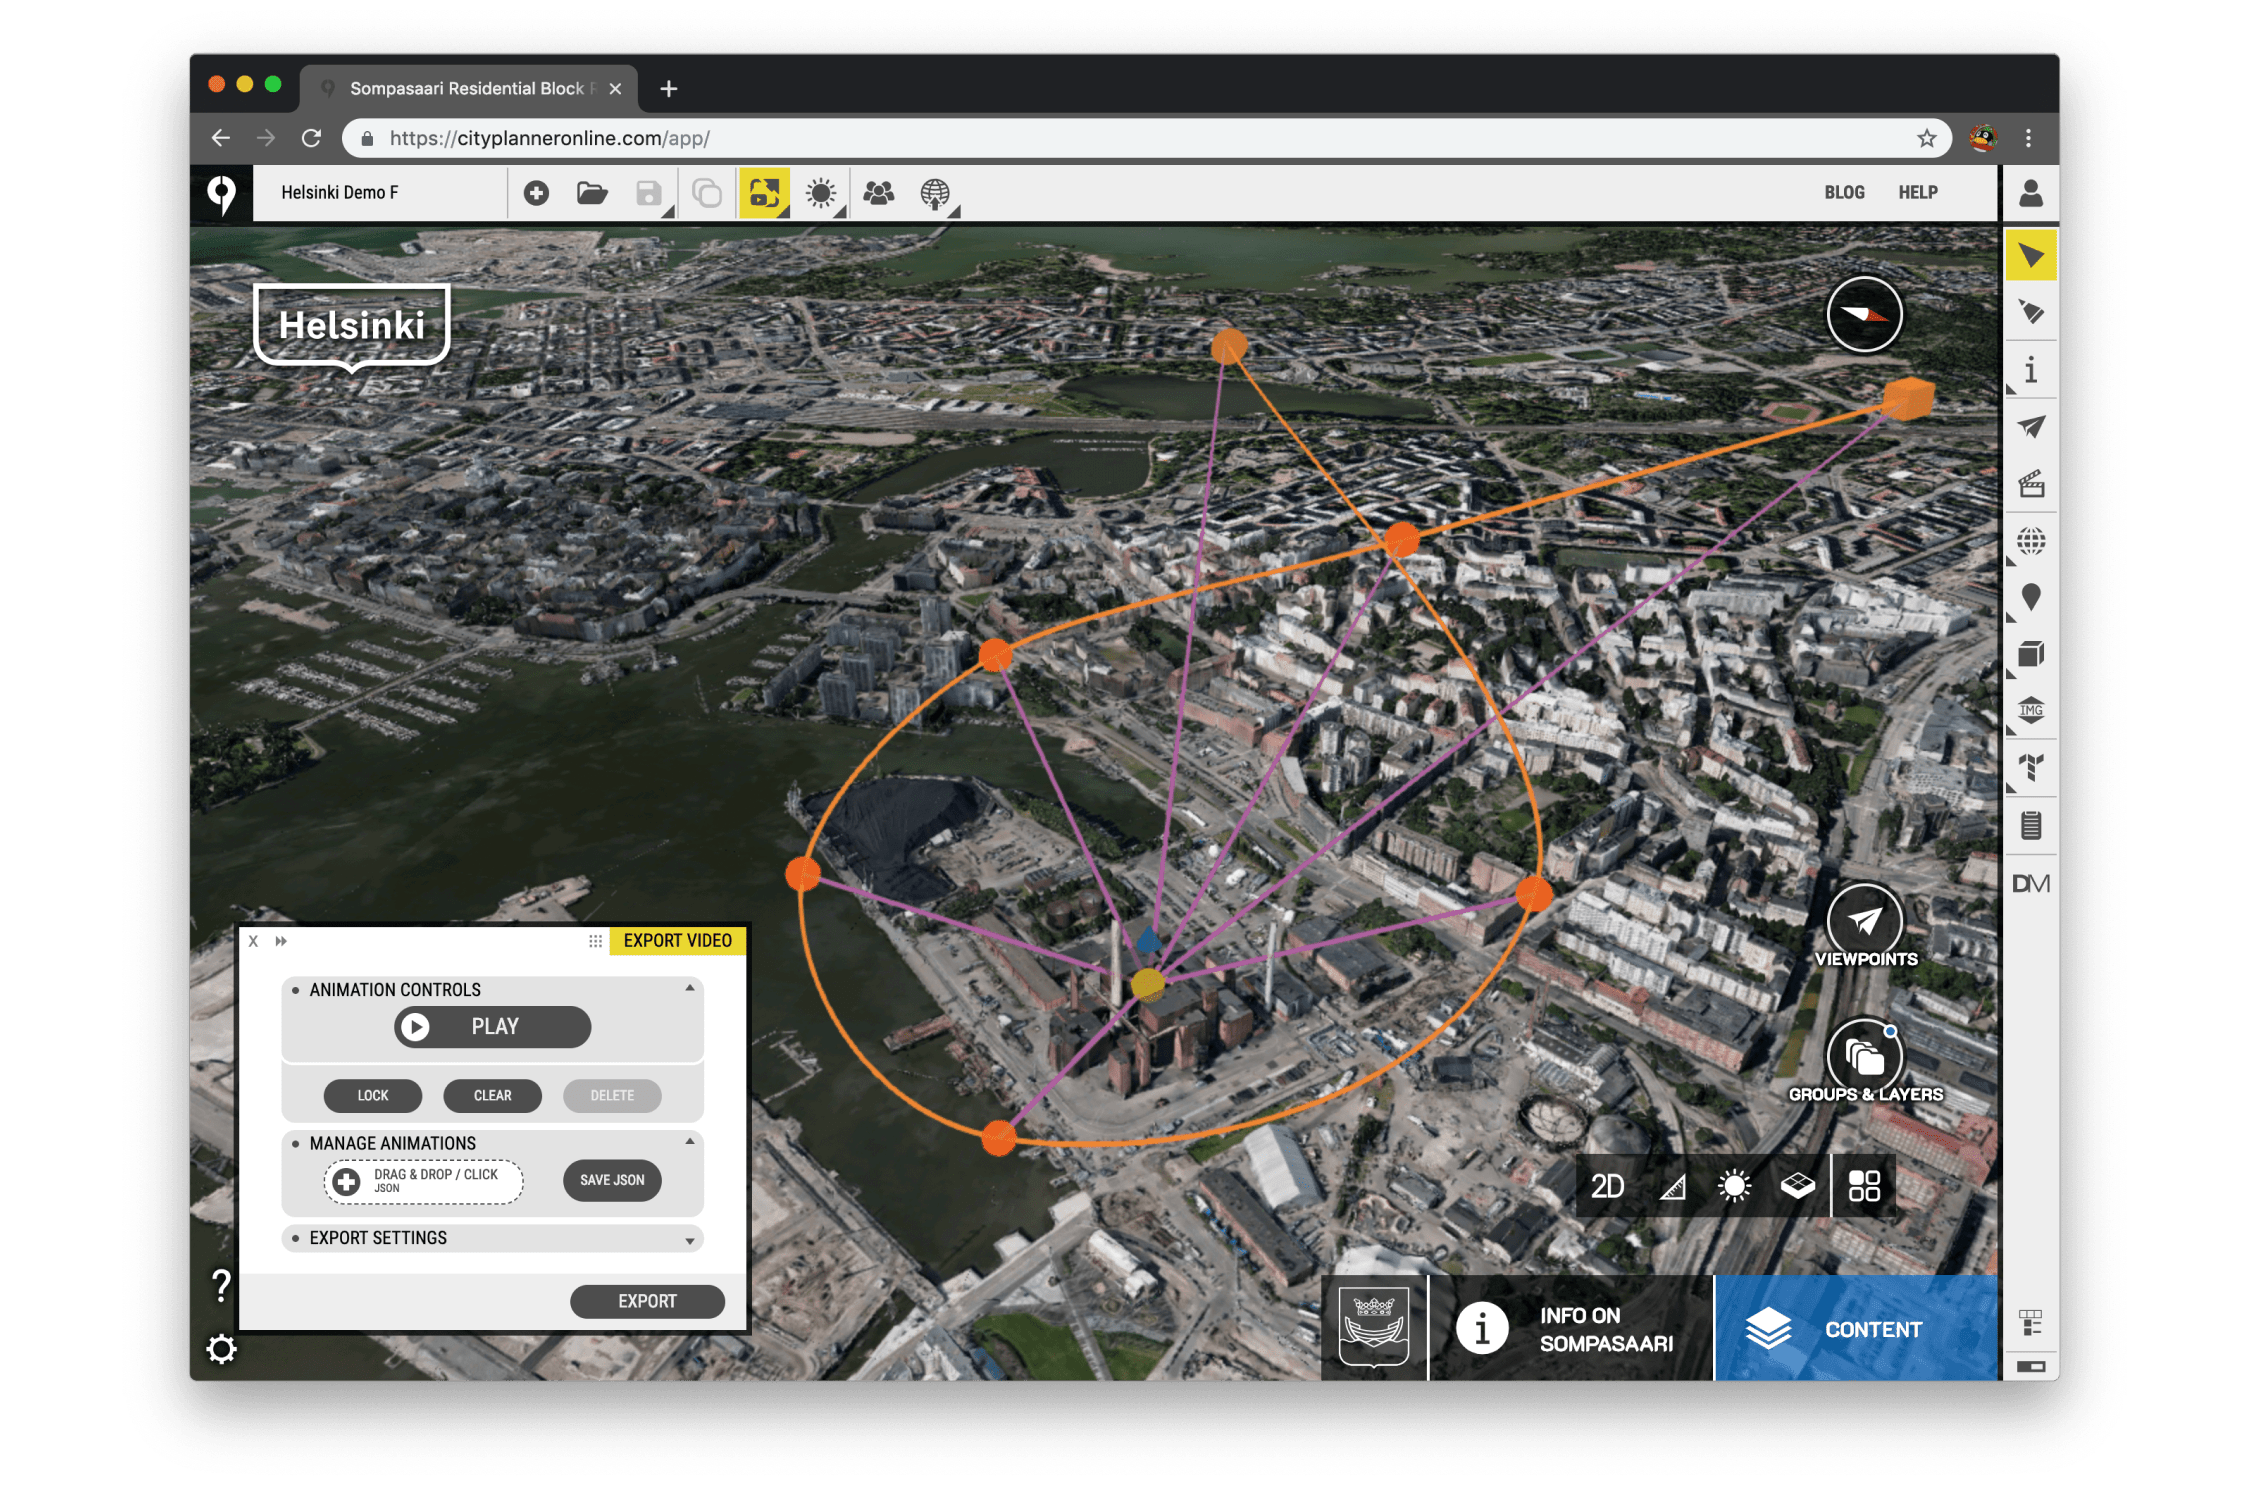 Sompasaari Residential Block
https://cityplanneronline.com/app/
Helsinki Demo F
BLOG
HELP
Helsinki
IMG
DM
VIEWPOINTS
GROUPS & LAYERS
X
EXPORT VIDEO
ANIMATION CONTROLS
PLAY
LOCK
CLEAR
DELETE
MANAGE ANIMATIONS
DRAG & DROP / CLICK
JSON
SAVE JSON
EXPORT SETTINGS
EXPORT
2D
INFO ON
SOMPASAARI
CONTENT